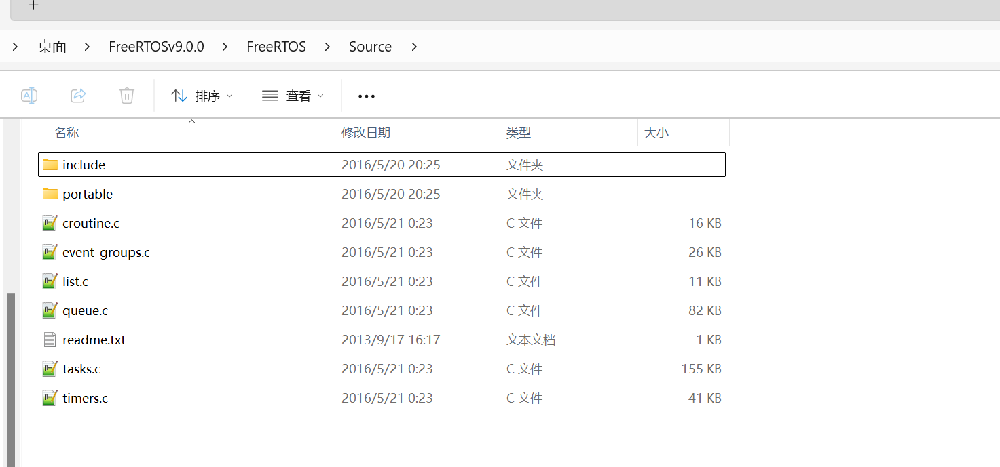 桌面 > FreeRTOSv9.0.0 > FreeRTOS > Source >
排序 查看 •••
名称 修改日期 类型 大小
include 2016/5/20 20:25 文件夹
portable 2016/5/20 20:25 文件夹
croutine.c 2016/5/21 0:23 C 文件 16 KB
event_groups.c 2016/5/21 0:23 C 文件 26 KB
list.c 2016/5/21 0:23 C 文件 11 KB
queue.c 2016/5/21 0:23 C 文件 82 KB
readme.txt 2013/9/17 16:17 文本文档 1 KB
tasks.c 2016/5/21 0:23 C 文件 155 KB
timers.c 2016/5/21 0:23 C 文件 41 KB